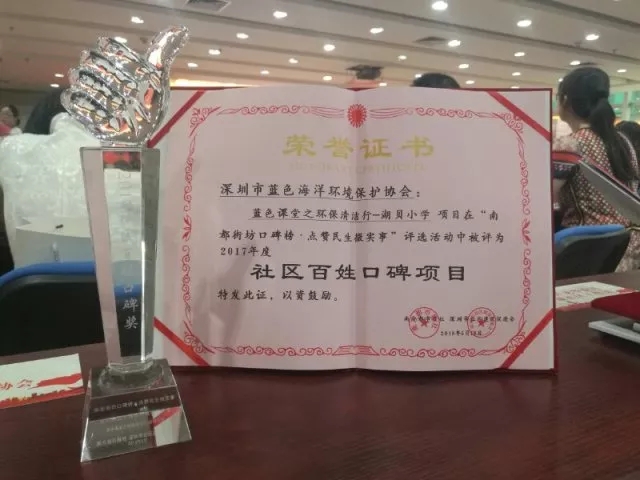 荣誉证书
深圳市蓝色海洋环境保护协会：
蓝色课堂之环保清洁行—湖贝小学 项目在“南
都街坊口碑榜·点赞民生微实事”评选活动中被评为
2017年度
社区百姓口碑项目
特发此证，以资鼓励。
口碑奖
协会